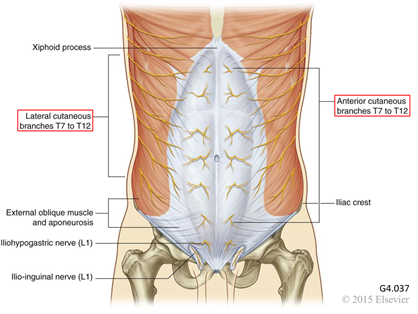 Xiphoid process
Lateral cutaneous
branches T7 to T12
Anterior cutaneous
branches T7 to T12
External oblique muscle
and aponeurosis
Iliac crest
Iliohypogastric nerve (L1)
Ilio-inguinal nerve (L1)
G4.037
© 2015 Elsevier